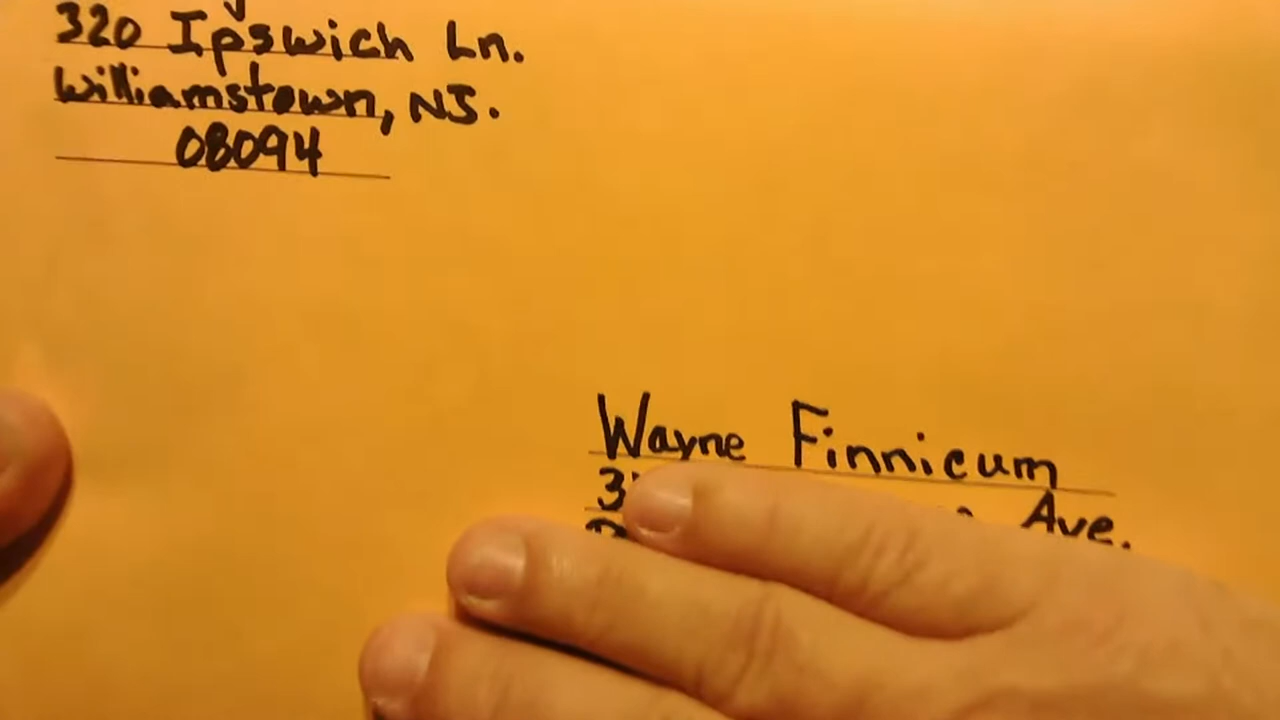 320 Ipswich Ln.
Williamstown, NJ.
08094
Wayne Finnicum
Ave.